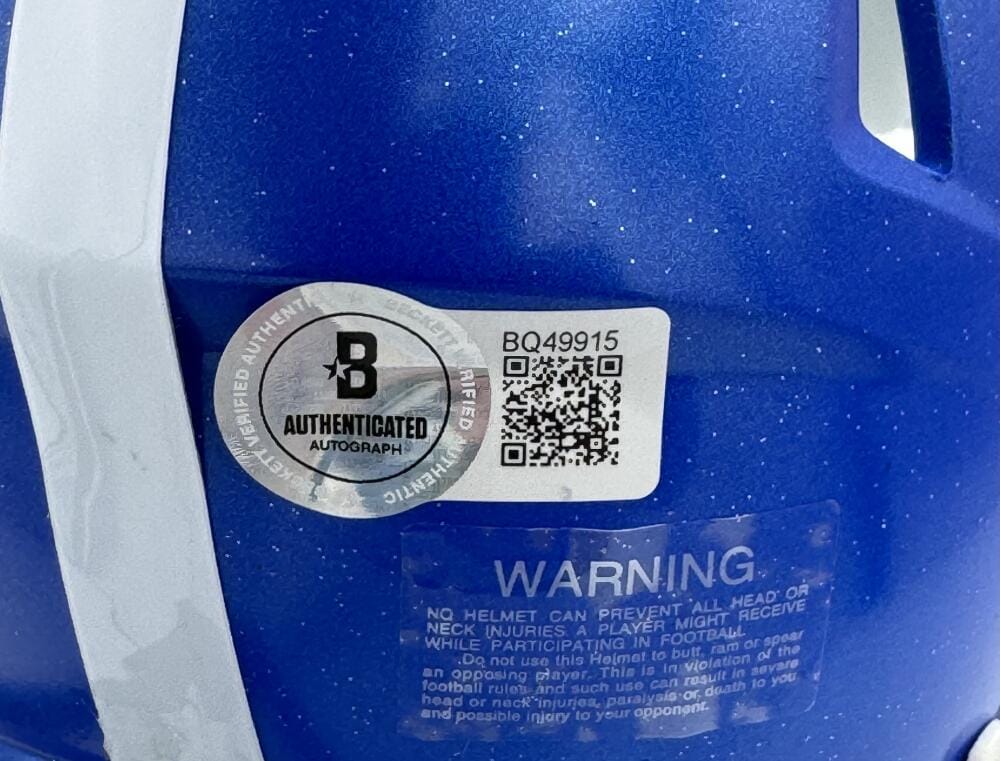 BECKETT VERIFIED AUTHENTIC
BECKETT VERIFIED AUTHENTIC
B
AUTHENTICATED
AUTOGRAPH
BQ49915
WARNING
NO HELMET CAN PREVENT ALL HEAD OR
NECK INJURIES A PLAYER MIGHT RECEIVE
WHILE PARTICIPATING IN FOOTBALL.
Do not use this Helmet to butt, ram or spear
an opposing player. This is in violation of the
football rules and such use can result in severe
head or neck injuries, paralysis or death to you
and possible injury to your opponent.